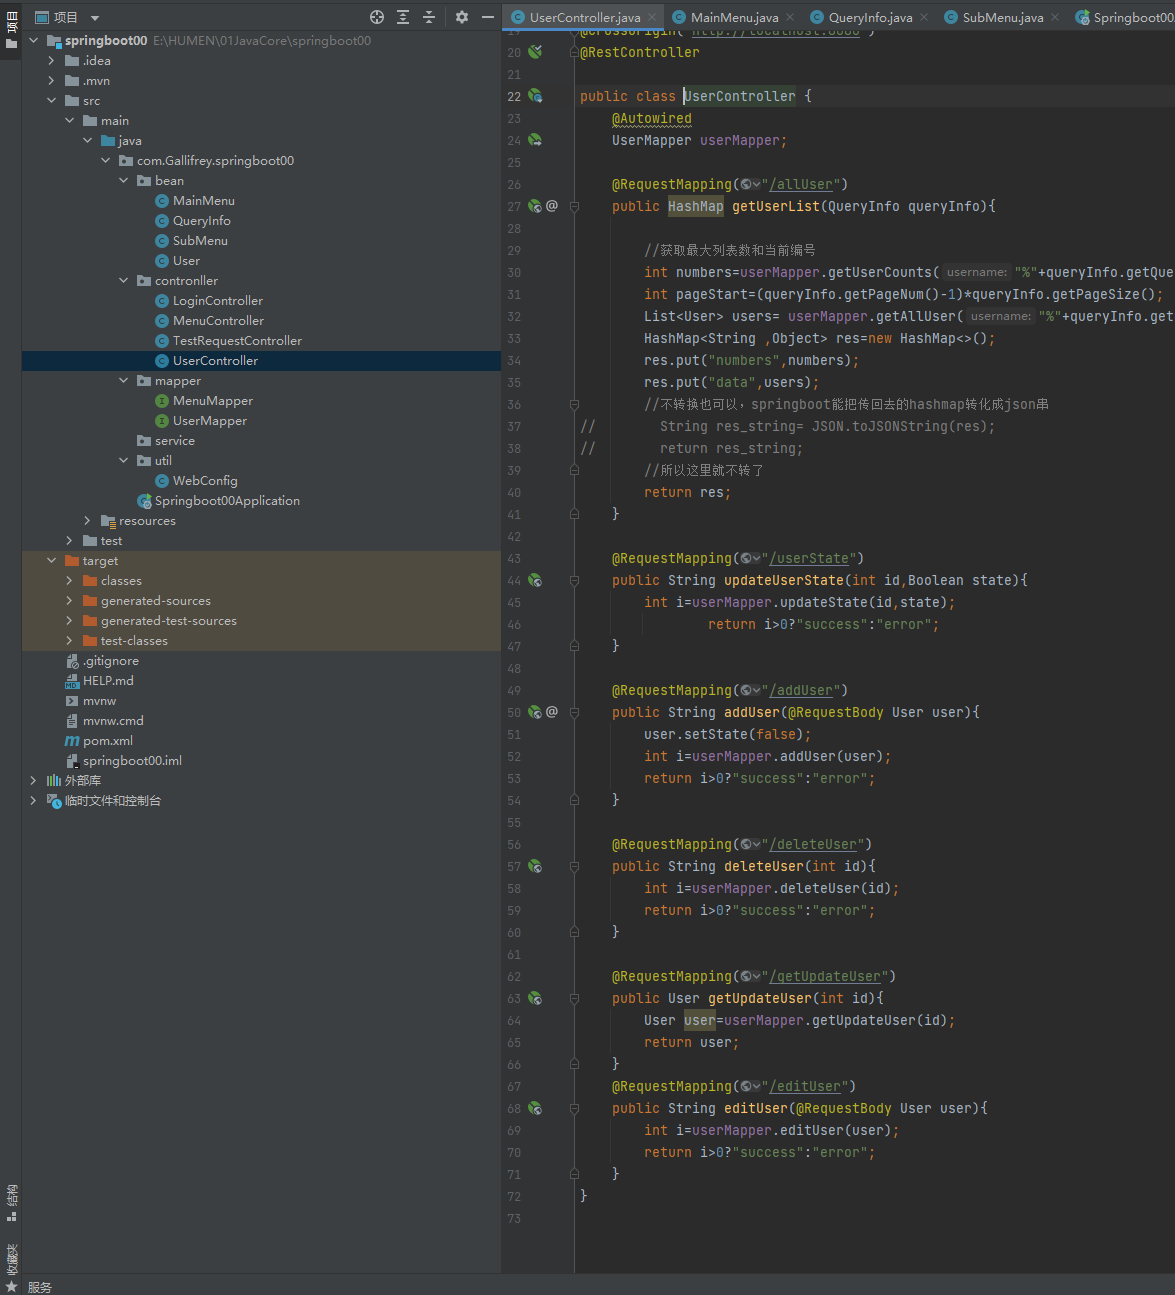 项目
springboot00 E:\HUMEN\01JavaCore\springboot00
.idea
.mvn
src
main
java
com.Gallifrey.springboot00
bean
MainMenu
QueryInfo
SubMenu
User
contronller
LoginController
MenuController
TestRequestController
UserController
mapper
MenuMapper
UserMapper
service
util
WebConfig
Springboot00Application
resources
test
target
classes
generated-sources
generated-test-sources
test-classes
.gitignore
HELP.md
mvnw
mvnw.cmd
pom.xml
springboot00.iml
外部库
临时文件和控制台
项目
结构
收藏夹
服务
UserController.java MainMenu.java QueryInfo.java SubMenu.java Springboot00
20 @RestController
21
22 public class UserController {
23 @Autowired
24 UserMapper userMapper;
25
26 @RequestMapping("/allUser")
27 @ public HashMap getUserList(QueryInfo queryInfo){
28
29 //获取最大列表数和当前编号
30 int numbers=userMapper.getUserCounts( username: "%"+queryInfo.getQue
31 int pageStart=(queryInfo.getPageNum()-1)*queryInfo.getPageSize();
32 List<User> users= userMapper.getAllUser( username: "%"+queryInfo.get
33 HashMap<String ,Object> res=new HashMap<>();
34 res.put("numbers",numbers);
35 res.put("data",users);
36 //不转换也可以，springboot能把传回去的hashmap转化成json串
37 // String res_string= JSON.toJSONString(res);
38 // return res_string;
39 //所以这里就不转了
40 return res;
41 }
42
43 @RequestMapping("/userState")
44 public String updateUserState(int id,Boolean state){
45 int i=userMapper.updateState(id,state);
46 return i>0?"success":"error";
47 }
48
49 @RequestMapping("/addUser")
50 @ public String addUser(@RequestBody User user){
51 user.setState(false);
52 int i=userMapper.addUser(user);
53 return i>0?"success":"error";
54 }
55
56 @RequestMapping("/deleteUser")
57 public String deleteUser(int id){
58 int i=userMapper.deleteUser(id);
59 return i>0?"success":"error";
60 }
61
62 @RequestMapping("/getUpdateUser")
63 public User getUpdateUser(int id){
64 User user=userMapper.getUpdateUser(id);
65 return user;
66 }
67 @RequestMapping("/editUser")
68 public String editUser(@RequestBody User user){
69 int i=userMapper.editUser(user);
70 return i>0?"success":"error";
71 }
72 }
73